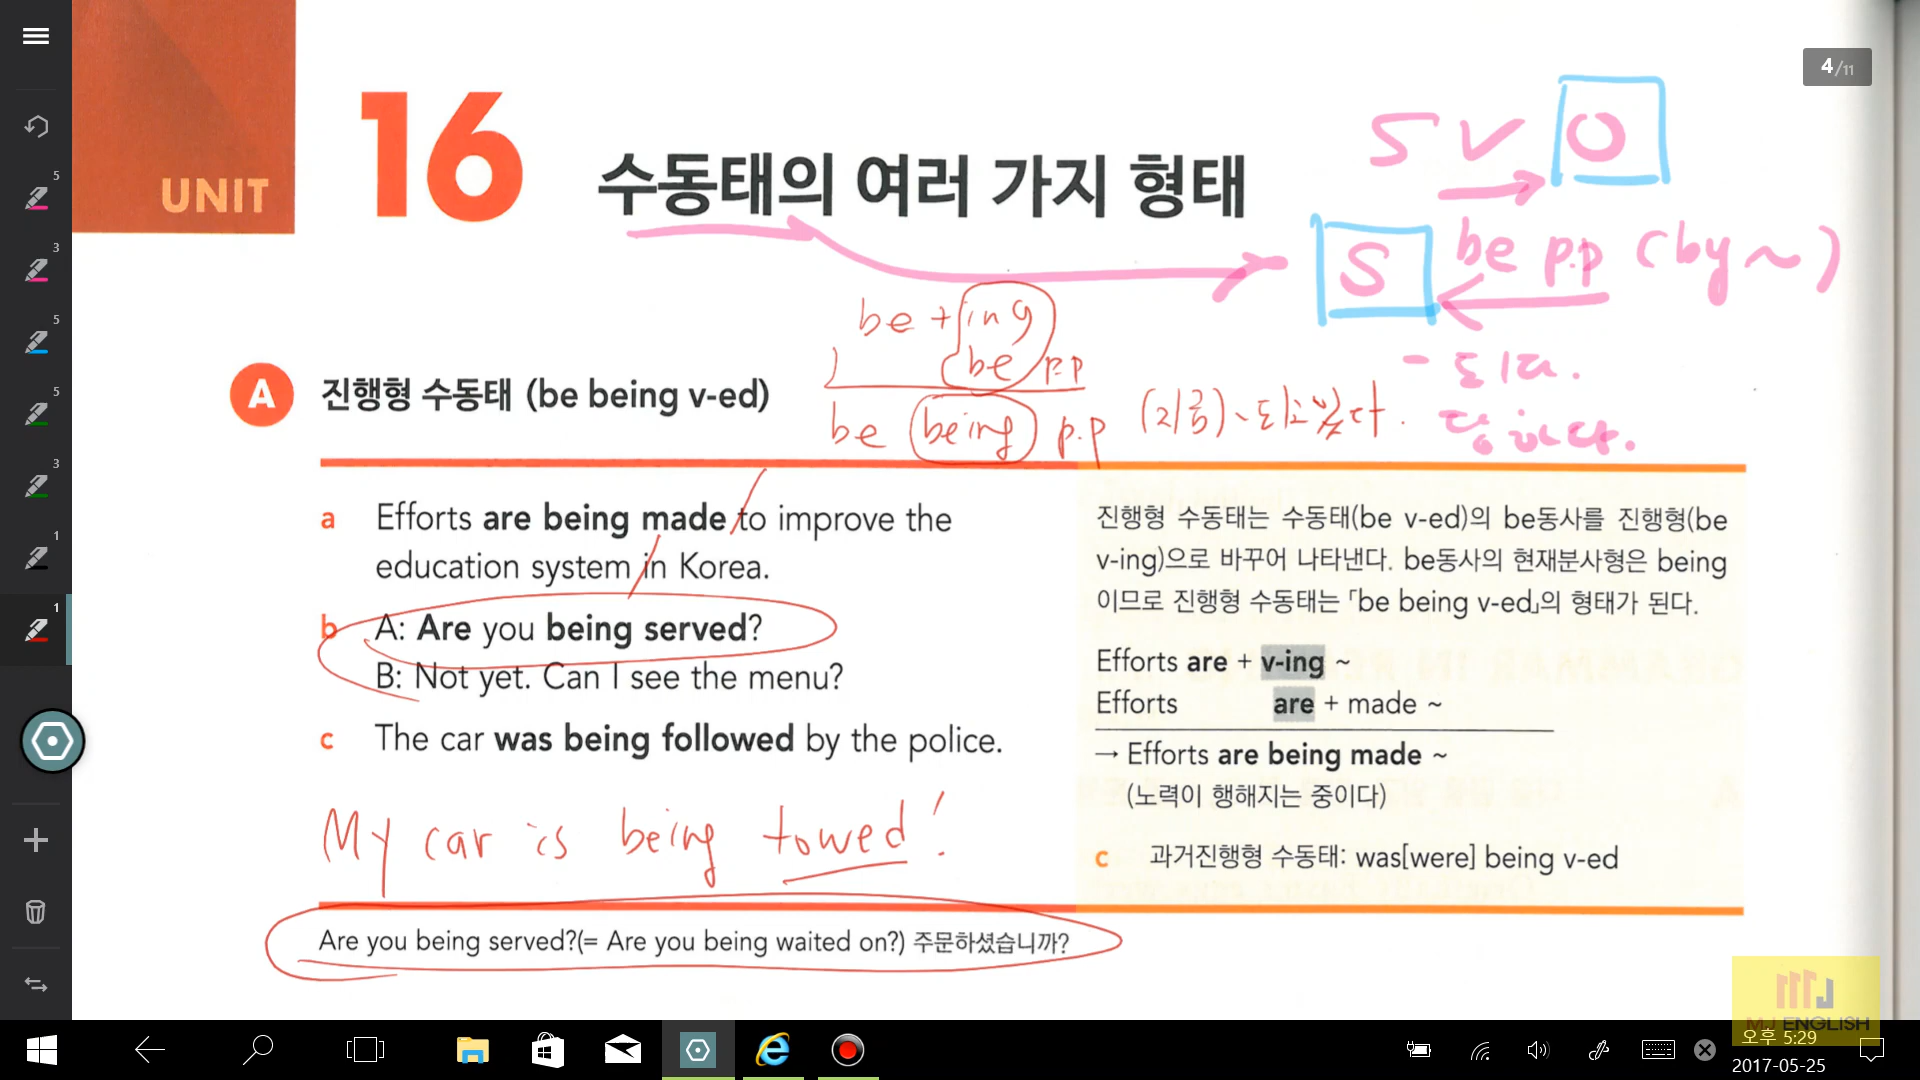 4/11
UNIT
16
수동태의 여러 가지 형태
S V O
S be p.p (by ~)
- 되다.
당하다.
be + ing
be p.p
be being p.p (지금) ~ 되고 있다.
A 진행형 수동태 (be being v-ed)
a Efforts are being made to improve the
education system in Korea.
b A: Are you being served?
B: Not yet. Can I see the menu?
c The car was being followed by the police.
My car is being towed!
진행형 수동태는 수동태(be v-ed)의 be동사를 진행형(be
v-ing)으로 바꾸어 나타낸다. be동사의 현재분사형은 being
이므로 진행형 수동태는 「be being v-ed」의 형태가 된다.
Efforts are + v-ing ~
Efforts are + made ~
→ Efforts are being made ~
(노력이 행해지는 중이다)
c 과거진행형 수동태: was[were] being v-ed
Are you being served?(= Are you being waited on?) 주문하셨습니까?
5
3
5
5
3
1
1
MJ ENGLISH
오후 5:29
2017-05-25